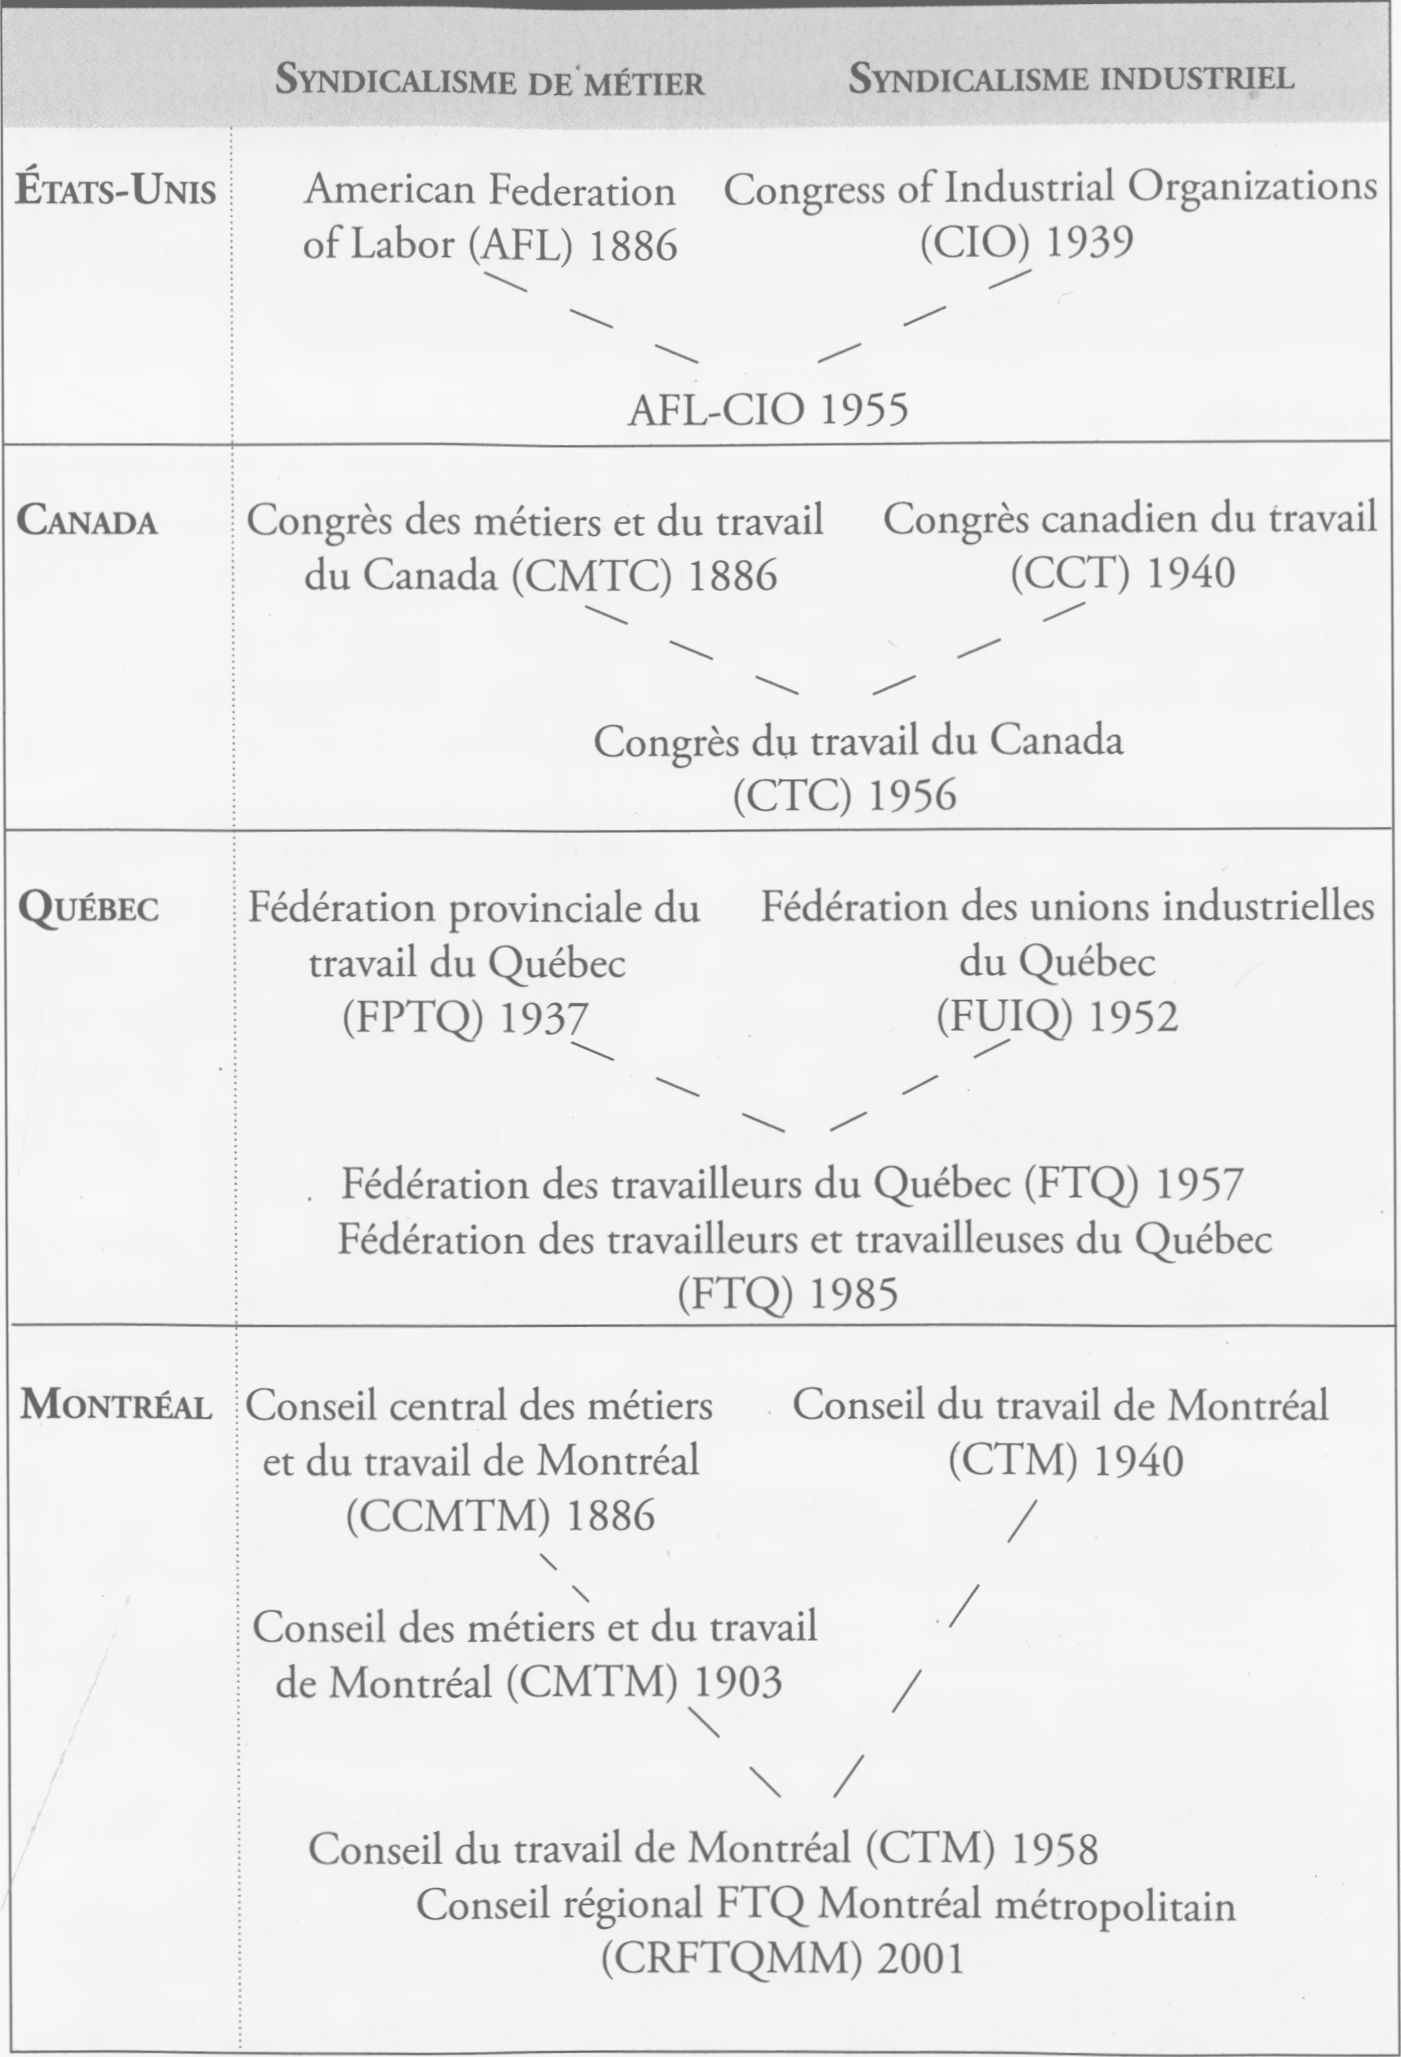 Syndicalisme de métier
Syndicalisme industriel
États-Unis
American Federation
of Labor (AFL) 1886
Congress of Industrial Organizations
(CIO) 1939
AFL-CIO 1955
Canada
Congrès des métiers et du travail
du Canada (CMTC) 1886
Congrès canadien du travail
(CCT) 1940
Congrès du travail du Canada
(CTC) 1956
Québec
Fédération provinciale du
travail du Québec
(FPTQ) 1937
Fédération des unions industrielles
du Québec
(FUIQ) 1952
Fédération des travailleurs du Québec (FTQ) 1957
Fédération des travailleurs et travailleuses du Québec
(FTQ) 1985
Montréal
Conseil central des métiers
et du travail de Montréal
(CCMTM) 1886
Conseil du travail de Montréal
(CTM) 1940
Conseil des métiers et du travail
de Montréal (CMTM) 1903
Conseil du travail de Montréal (CTM) 1958
Conseil régional FTQ Montréal métropolitain
(CRFTQMM) 2001